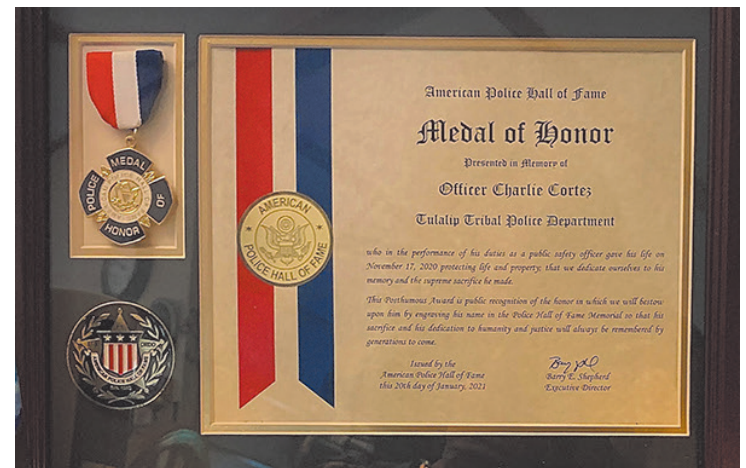 POLICE MEDAL OF HONOR
AMERICAN POLICE HALL OF FAME
American Police Hall of Fame
Medal of Honor
Presented in Memory of
Officer Charlie Cortez
Tulalip Tribal Police Department
who in the performance of his duties as a public safety officer gave his life on
November 17, 2020 protecting life and property; that we dedicate ourselves to his
memory and the supreme sacrifice he made.
This Posthumous Award is public recognition of the honor in which we will bestow
upon him by engraving his name in the Police Hall of Fame Memorial so that his
sacrifice and his dedication to humanity and justice will always be remembered by
generations to come.
Issued by the
American Police Hall of Fame
this 20th day of January, 2021
Barry E. Shepherd
Executive Director